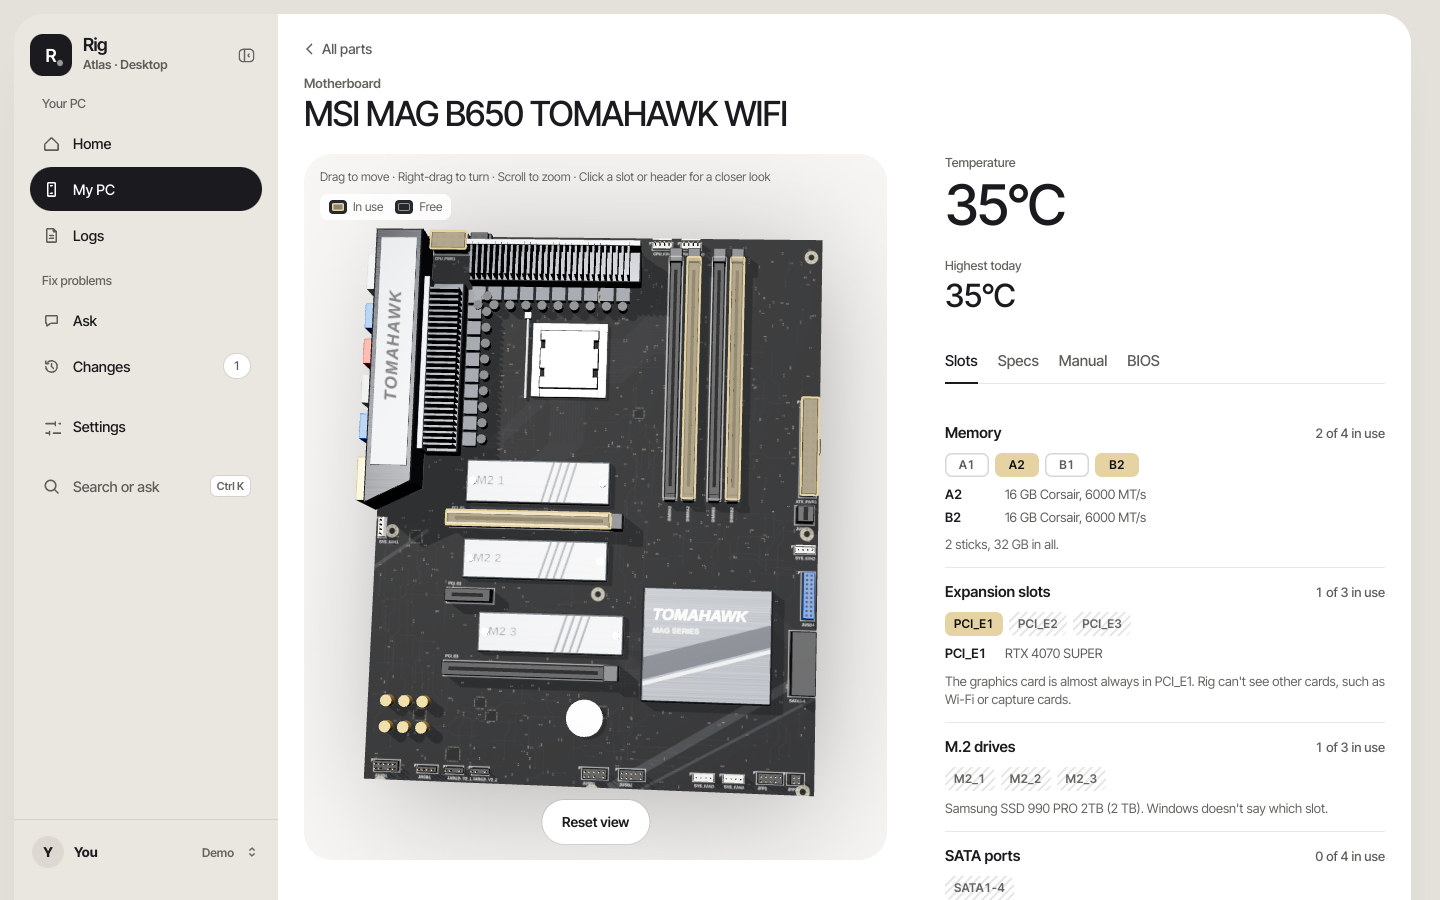 R.
Rig
Atlas · Desktop
Your PC
Home
My PC
Logs
Fix problems
Ask
Changes
1
Settings
Search or ask
Ctrl K
Y
You
Demo
All parts
Motherboard
MSI MAG B650 TOMAHAWK WIFI
Drag to move · Right-drag to turn · Scroll to zoom · Click a slot or header for a closer look
In use
Free
TOMAHAWK
M2 1
M2 2
M2 3
TOMAHAWK
MAG SERIES
Reset view
Temperature
35°C
Highest today
35°C
Slots
Specs
Manual
BIOS
Memory
2 of 4 in use
A1
A2
B1
B2
A2 16 GB Corsair, 6000 MT/s
B2 16 GB Corsair, 6000 MT/s
2 sticks, 32 GB in all.
Expansion slots
1 of 3 in use
PCI_E1
PCI_E2
PCI_E3
PCI_E1 RTX 4070 SUPER
The graphics card is almost always in PCI_E1. Rig can't see other cards, such as
Wi-Fi or capture cards.
M.2 drives
1 of 3 in use
M2_1
M2_2
M2_3
Samsung SSD 990 PRO 2TB (2 TB). Windows doesn't say which slot.
SATA ports
0 of 4 in use
SATA1-4